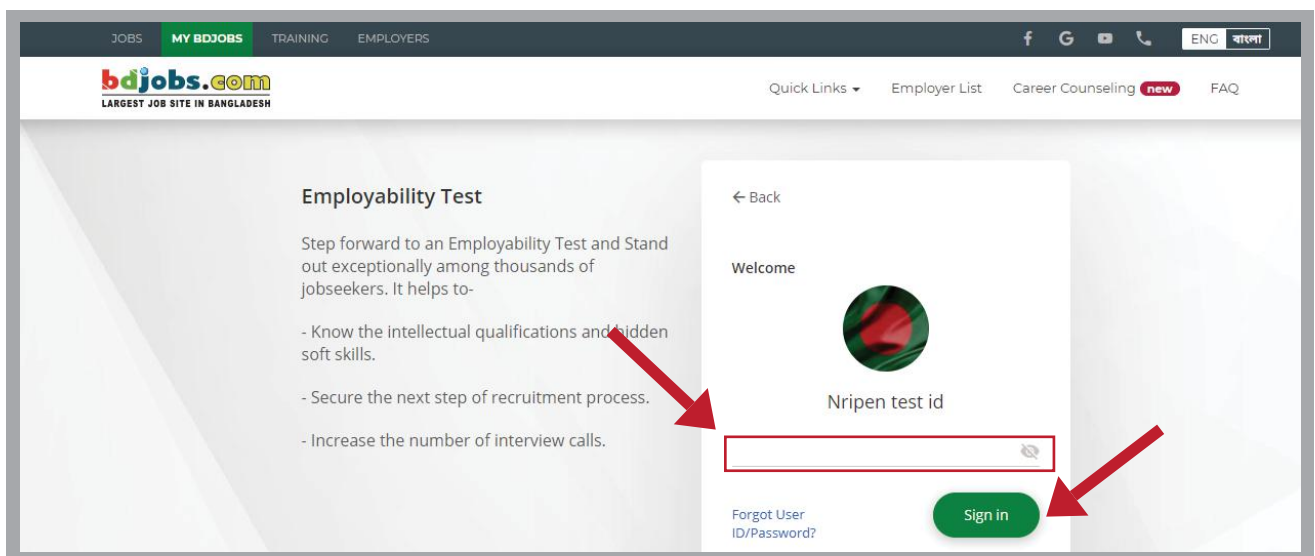 JOBS MY BDJOBS TRAINING EMPLOYERS ENG বাংলা
bdjobs.com
LARGEST JOB SITE IN BANGLADESH
Quick Links Employer List Career Counseling new FAQ
Employability Test
Step forward to an Employability Test and Stand
out exceptionally among thousands of
jobseekers. It helps to-
- Know the intellectual qualifications and hidden
soft skills.
- Secure the next step of recruitment process.
- Increase the number of interview calls.
← Back
Welcome
Nripen test id
Forgot User
ID/Password?
Sign in